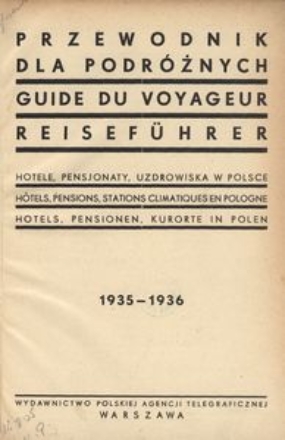 PRZEWODNIK
DLA PODRÓŻNYCH
GUIDE DU VOYAGEUR
REISEFÜHRER
HOTELE, PENSJONATY, UZDROWISKA W POLSCE
HÔTELS, PENSIONS, STATIONS CLIMATIQUES EN POLOGNE
HOTELS, PENSIONEN, KURORTE IN POLEN
1935–1936
WYDAWNICTWO POLSKIEJ AGENCJI TELEGRAFICZNEJ
WARSZAWA